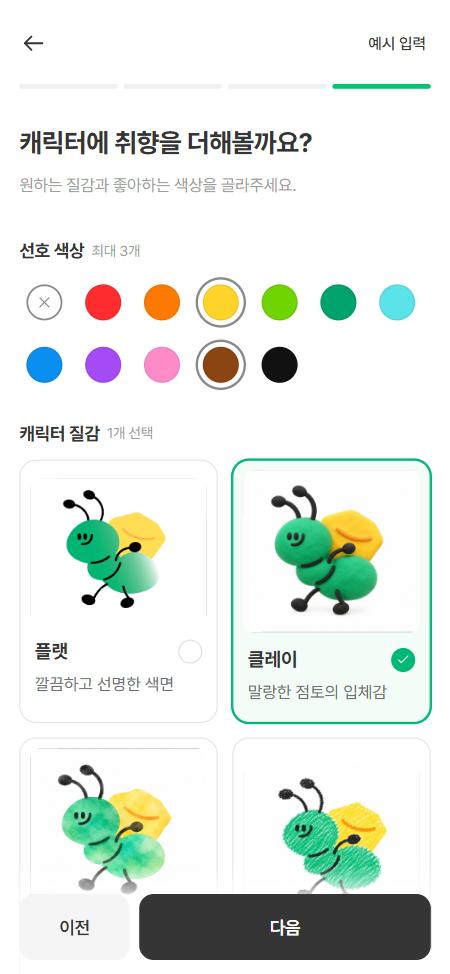 예시 입력
캐릭터에 취향을 더해볼까요?
원하는 질감과 좋아하는 색상을 골라주세요.
선호 색상 최대 3개
캐릭터 질감 1개 선택
플랫
깔끔하고 선명한 색면
클레이
말랑한 점토의 입체감
이전
다음